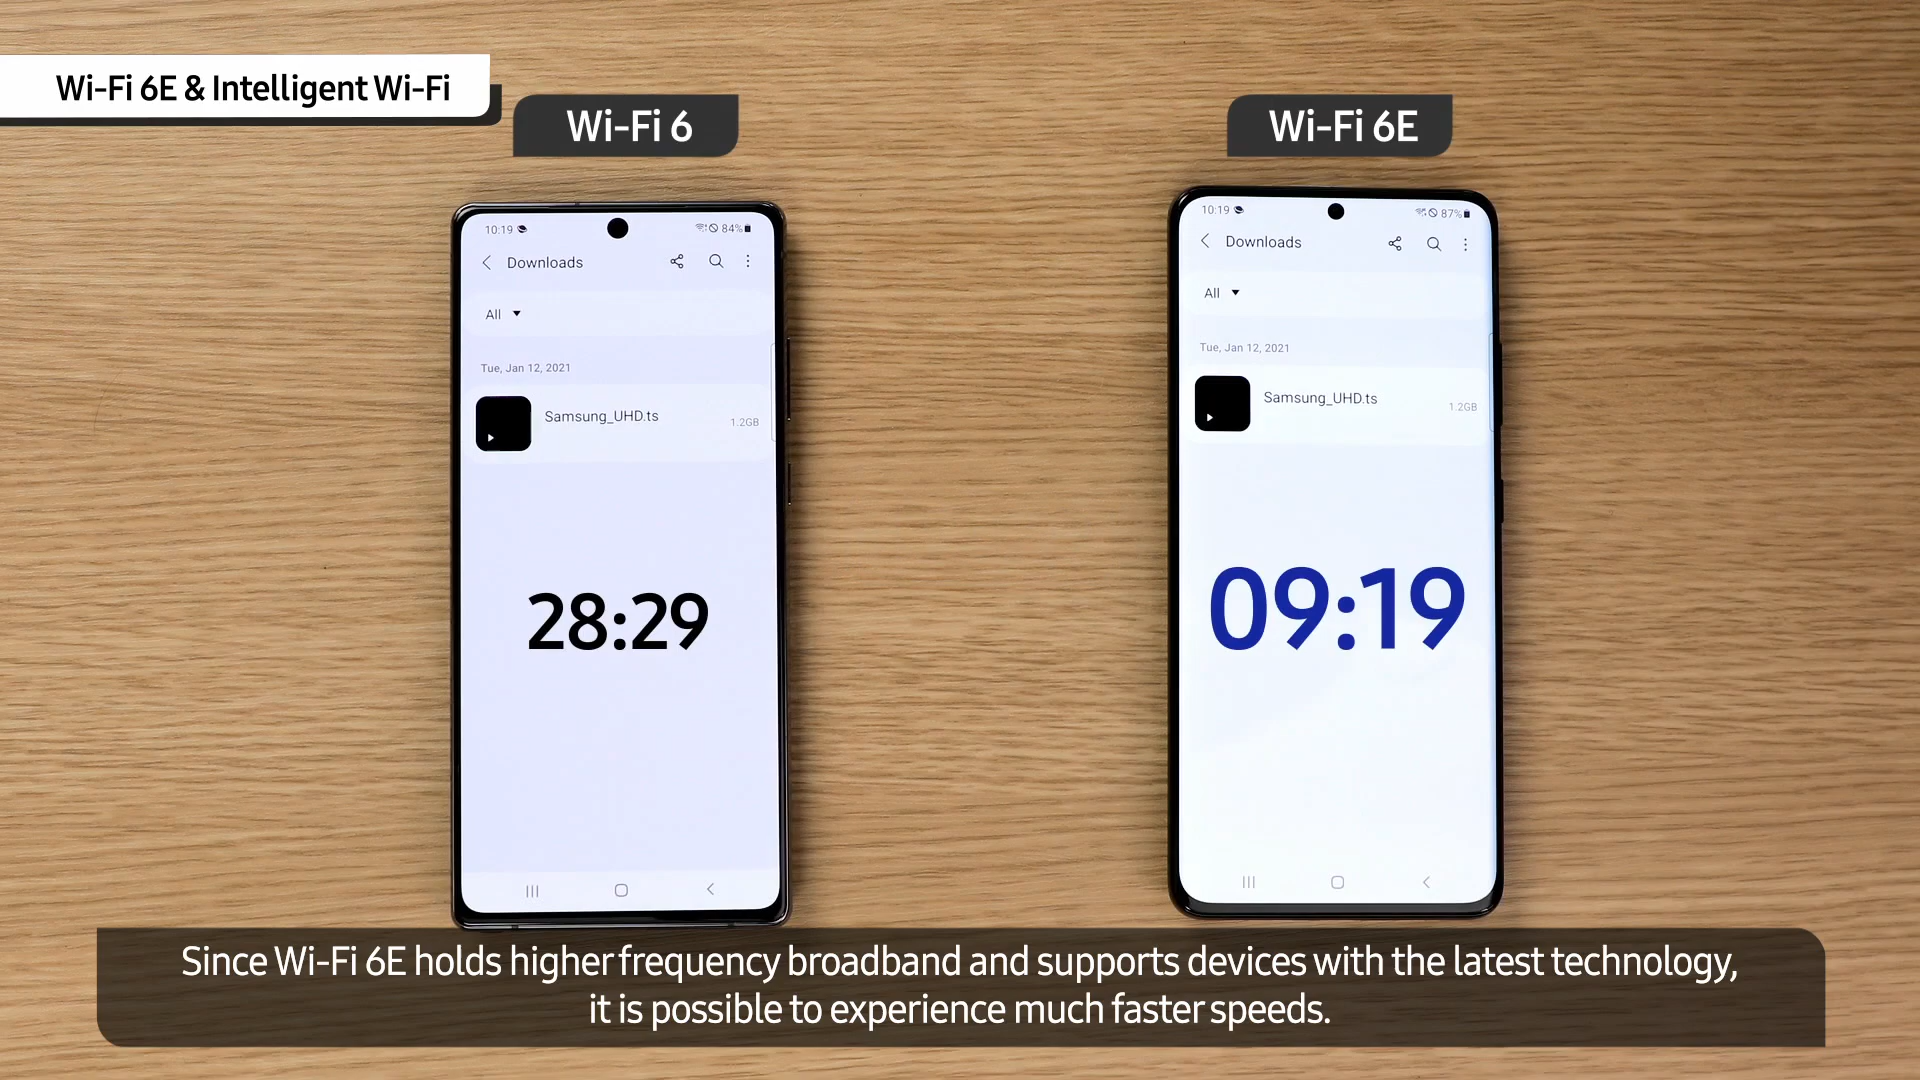 Wi-Fi 6E & Intelligent Wi-Fi
Wi-Fi 6
Wi-Fi 6E
10:19
84%
Downloads
All
Tue, Jan 12, 2021
Samsung_UHD.ts
1.2GB
28:29
10:19
87%
Downloads
All
Tue, Jan 12, 2021
Samsung_UHD.ts
1.2GB
09:19
Since Wi-Fi 6E holds higher frequency broadband and supports devices with the latest technology,
it is possible to experience much faster speeds.